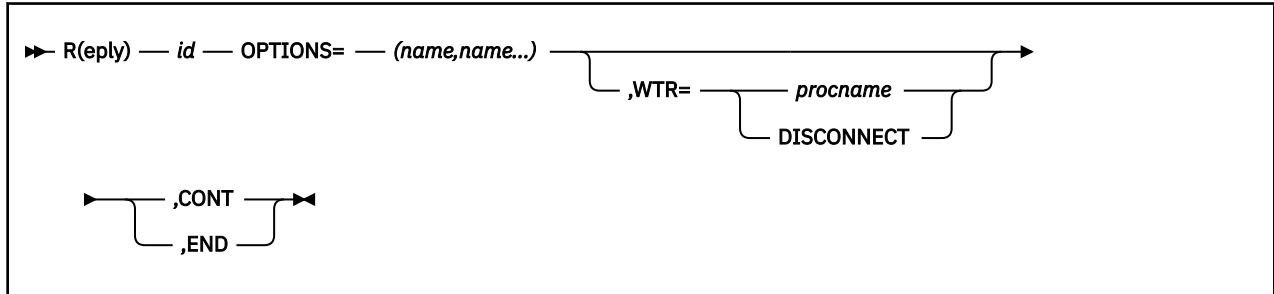 R(eply) id OPTIONS= (name,name...)
,WTR= procname
DISCONNECT
,CONT
,END